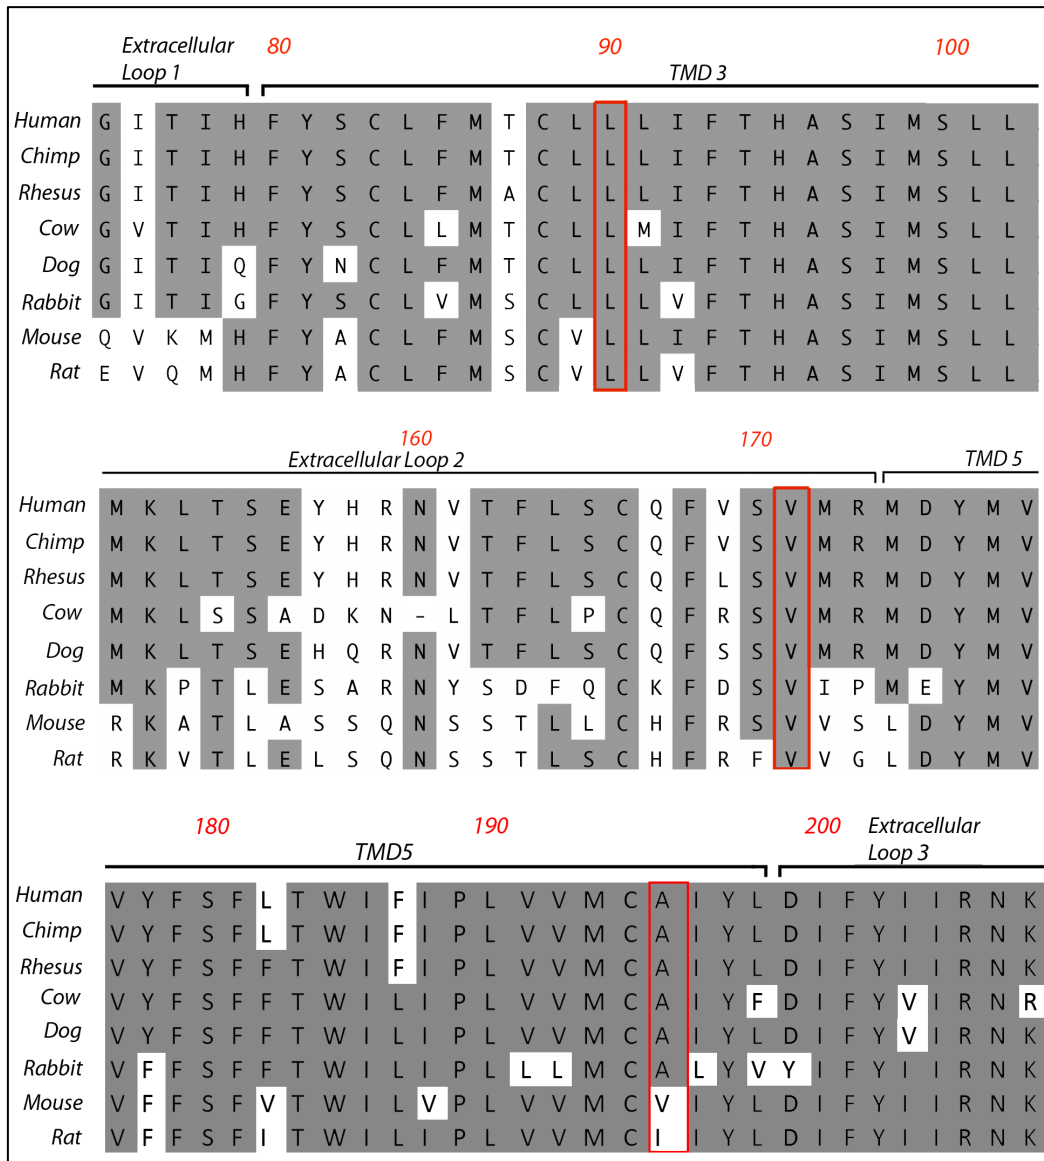 Extracellular 80 90 100
Loop 1 TMD 3
Human G I T I H F Y S C L F M T C L L L I F T H A S I M S L L
Chimp G I T I H F Y S C L F M T C L L L I F T H A S I M S L L
Rhesus G I T I H F Y S C L F M A C L L L I F T H A S I M S L L
Cow G V T I H F Y S C L L M T C L L M I F T H A S I M S L L
Dog G I T I Q F Y N C L F M T C L L L I F T H A S I M S L L
Rabbit G I T I G F Y S C L V M S C L L L V F T H A S I M S L L
Mouse Q V K M H F Y A C L F M S C V L L I F T H A S I M S L L
Rat E V Q M H F Y A C L F M S C V L L V F T H A S I M S L L
160 170
Extracellular Loop 2 TMD 5
Human M K L T S E Y H R N V T F L S C Q F V S V M R M D Y M V
Chimp M K L T S E Y H R N V T F L S C Q F V S V M R M D Y M V
Rhesus M K L T S E Y H R N V T F L S C Q F L S V M R M D Y M V
Cow M K L S S A D K N – L T F L P C Q F R S V M R M D Y M V
Dog M K L T S E H Q R N V T F L S C Q F S S V M R M D Y M V
Rabbit M K P T L E S A R N Y S D F Q C K F D S V I P M E Y M V
Mouse R K A T L A S S Q N S S T L L C H F R S V V S L D Y M V
Rat R K V T L E L S Q N S S T L S C H F R F V V G L D Y M V
180 190 200 Extracellular
TMD5 Loop 3
Human V Y F S F L T W I F I P L V V M C A I Y L D I F Y I I R N K
Chimp V Y F S F L T W I F I P L V V M C A I Y L D I F Y I I R N K
Rhesus V Y F S F F T W I F I P L V V M C A I Y L D I F Y I I R N K
Cow V Y F S F F T W I L I P L V V M C A I Y F D I F Y V I R N R
Dog V Y F S F F T W I L I P L V V M C A I Y L D I F Y V I R N K
Rabbit V F F S F F T W I L I P L L L M C A L Y V Y I F Y I I R N K
Mouse V F F S F V T W I L V P L V V M C V I Y L D I F Y I I R N K
Rat V F F S F I T W I L I P L V V M C I I Y L D I F Y I I R N K